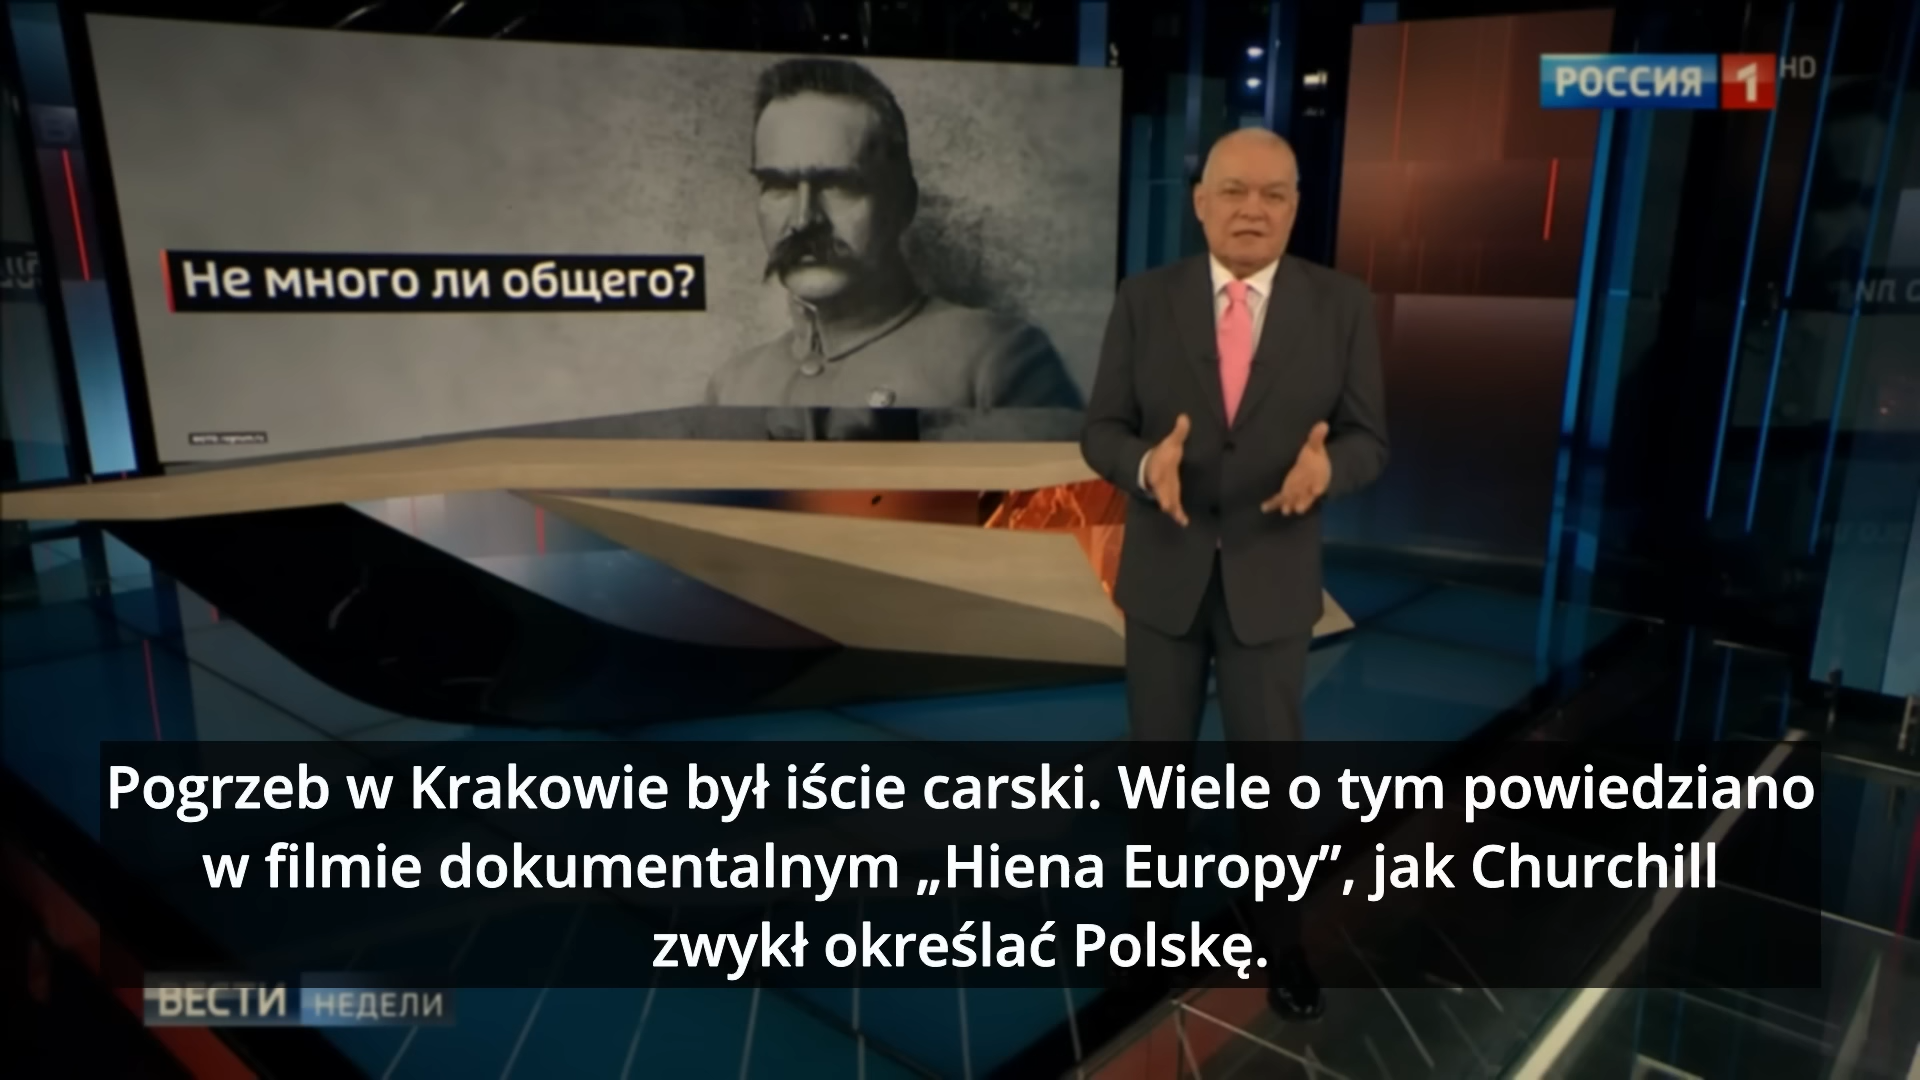 РОССИЯ 1 HD
Не много ли общего?
Pogrzeb w Krakowie był iście carski. Wiele o tym powiedziano
w filmie dokumentalnym „Hiena Europy”, jak Churchill
zwykł określać Polskę.
ВЕСТИ НЕДЕЛИ